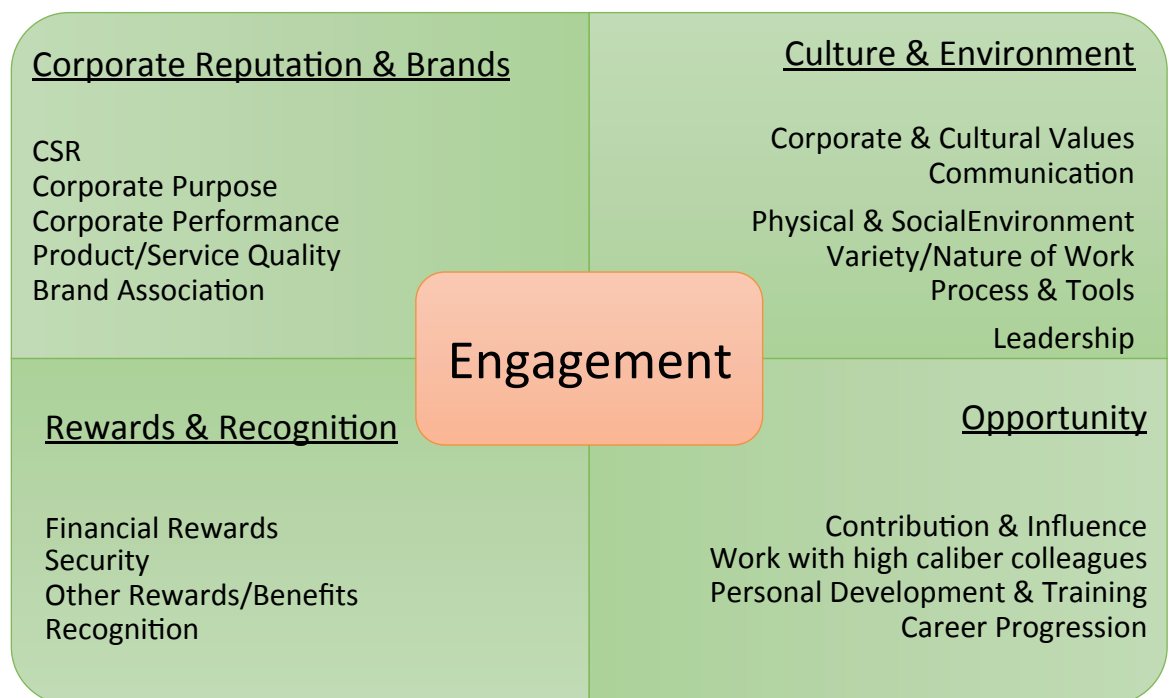 Corporate Reputation & Brands
CSR
Corporate Purpose
Corporate Performance
Product/Service Quality
Brand Association
Culture & Environment
Corporate & Cultural Values
Communication
Physical & SocialEnvironment
Variety/Nature of Work
Process & Tools
Leadership
Engagement
Rewards & Recognition
Financial Rewards
Security
Other Rewards/Benefits
Recognition
Opportunity
Contribution & Influence
Work with high caliber colleagues
Personal Development & Training
Career Progression